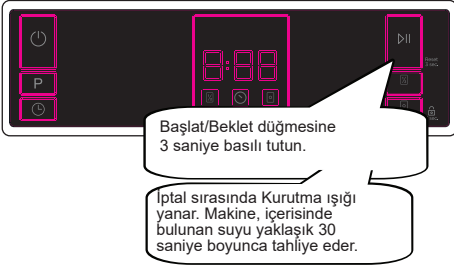 P
8:88
Reset
3 sec.
Başlat/Beklet düğmesine
3 saniye basılı tutun.
İptal sırasında Kurutma ışığı
yanar. Makine, içerisinde
bulunan suyu yaklaşık 30
saniye boyunca tahliye eder.